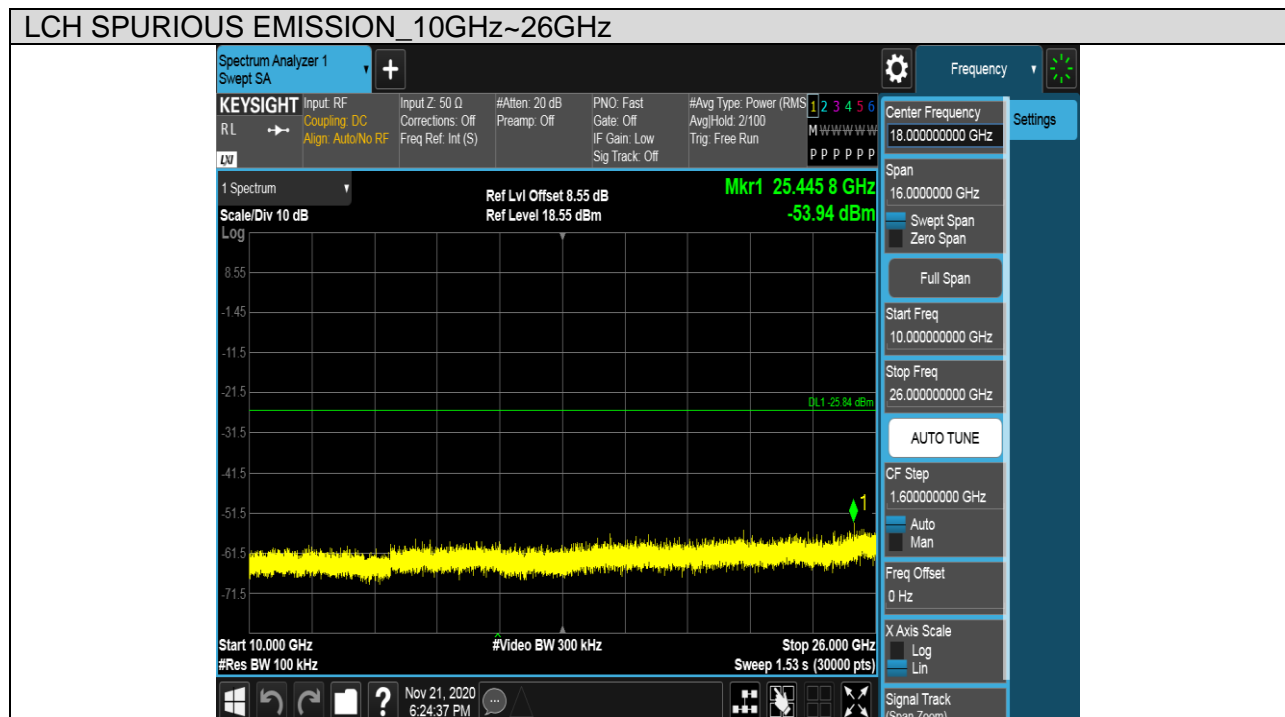 LCH SPURIOUS EMISSION_10GHz~26GHz
Spectrum Analyzer 1
Swept SA
+
Frequency
KEYSIGHT
RL
LXI
Input: RF
Coupling: DC
Align: Auto/No RF
Input Z: 50 Ω
Corrections: Off
Freq Ref: Int (S)
#Atten: 20 dB
Preamp: Off
PNO: Fast
Gate: Off
IF Gain: Low
Sig Track: Off
#Avg Type: Power (RMS
Avg|Hold: 2/100
Trig: Free Run
1 2 3 4 5 6
M W W W W W
P P P P P P
1 Spectrum
Scale/Div 10 dB
Ref Lvl Offset 8.55 dB
Ref Level 18.55 dBm
Mkr1 25.445 8 GHz
-53.94 dBm
Log
8.55
-1.45
-11.5
-21.5
DL1 -25.84 dBm
-31.5
-41.5
-51.5
1
-61.5
-71.5
Start 10.000 GHz
#Res BW 100 kHz
#Video BW 300 kHz
Stop 26.000 GHz
Sweep 1.53 s (30000 pts)
?
Nov 21, 2020
6:24:37 PM
Center Frequency
18.000000000 GHz
Settings
Span
16.0000000 GHz
Swept Span
Zero Span
Full Span
Start Freq
10.000000000 GHz
Stop Freq
26.000000000 GHz
AUTO TUNE
CF Step
1.600000000 GHz
Auto
Man
Freq Offset
0 Hz
X Axis Scale
Log
Lin
Signal Track
(Span Zoom)